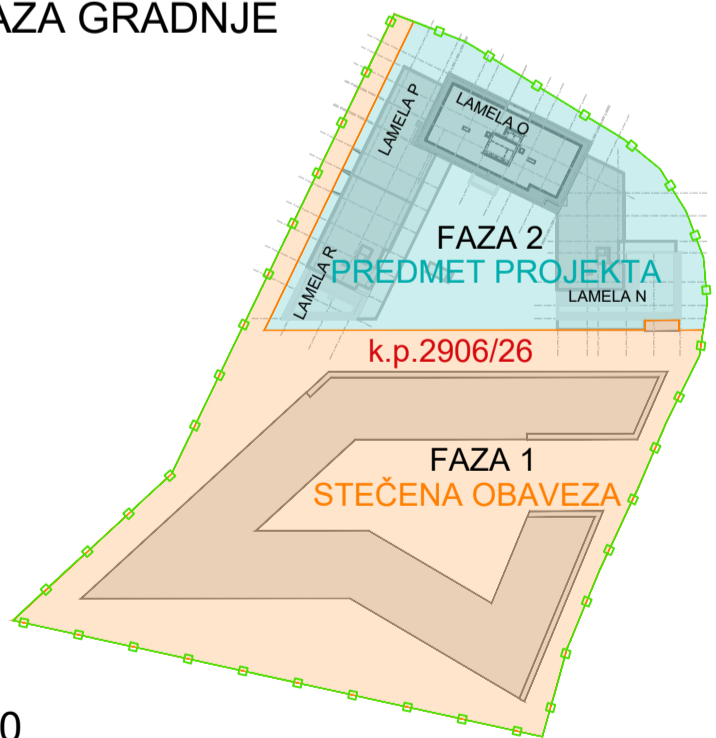 AZA GRADNJE
LAMELA P
LAMELA O
FAZA 2
PREDMET PROJEKTA
LAMELA R
LAMELA N
k.p.2906/26
FAZA 1
STEČENA OBAVEZA
0